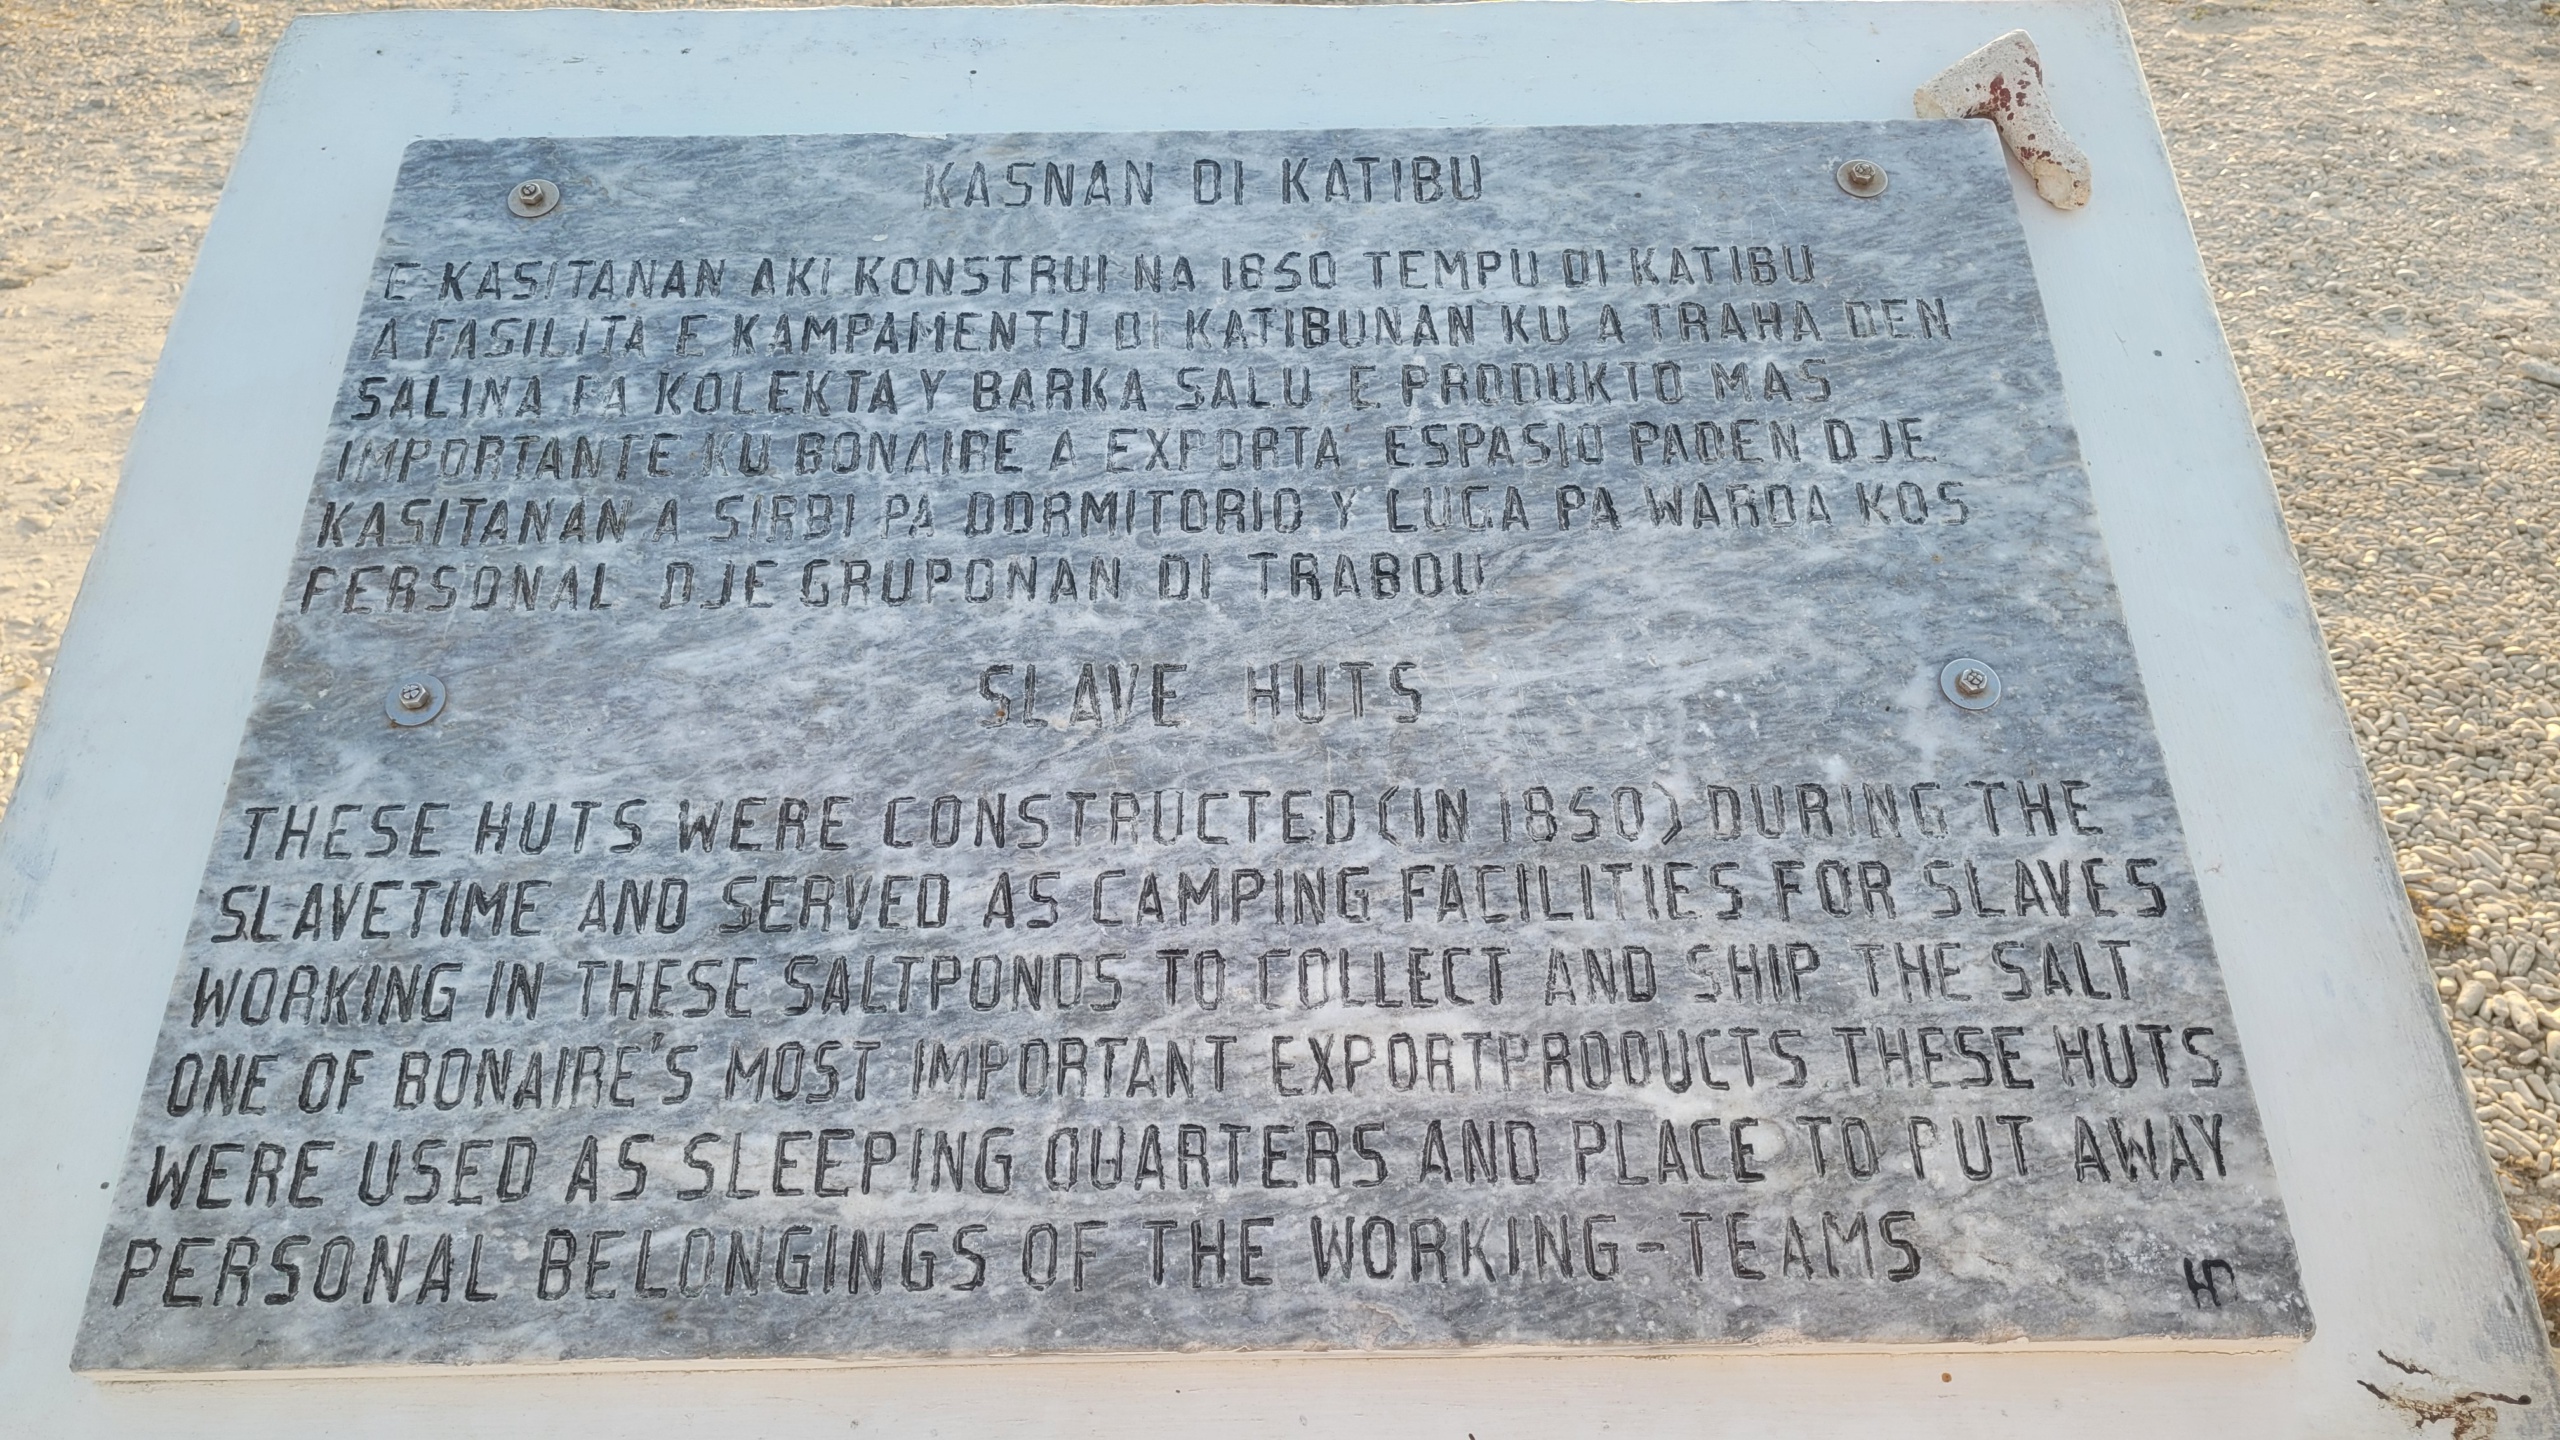 KASNAN DI KATIBU
E KASITANAN AKI KONSTRUI NA 1850 TEMPU DI KATIBU
A FASILITA E KAMPAMENTU DI KATIBUNAN KU A TRAHA DEN
SALINA PA KOLEKTA Y BARKA SALU E PRODUKTO MAS
IMPORTANTE KU BONAIRE A EXPORTA ESPASIO PADEN DJE
KASITANAN A SIRBI PA DORMITORIO Y LUGA PA WARDA KOS
PERSONAL DJE GRUPONAN DI TRABOU
SLAVE HUTS
THESE HUTS WERE CONSTRUCTED (IN 1850) DURING THE
SLAVETIME AND SERVED AS CAMPING FACILITIES FOR SLAVES
WORKING IN THESE SALTPONDS TO COLLECT AND SHIP THE SALT
ONE OF BONAIRE'S MOST IMPORTANT EXPORTPRODUCTS. THESE HUTS
WERE USED AS SLEEPING QUARTERS AND PLACE TO PUT AWAY
PERSONAL BELONGINGS OF THE WORKING-TEAMS